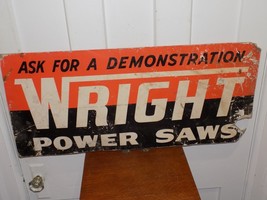 ASK FOR A DEMONSTRATION
WRIGHT
POWER SAWS